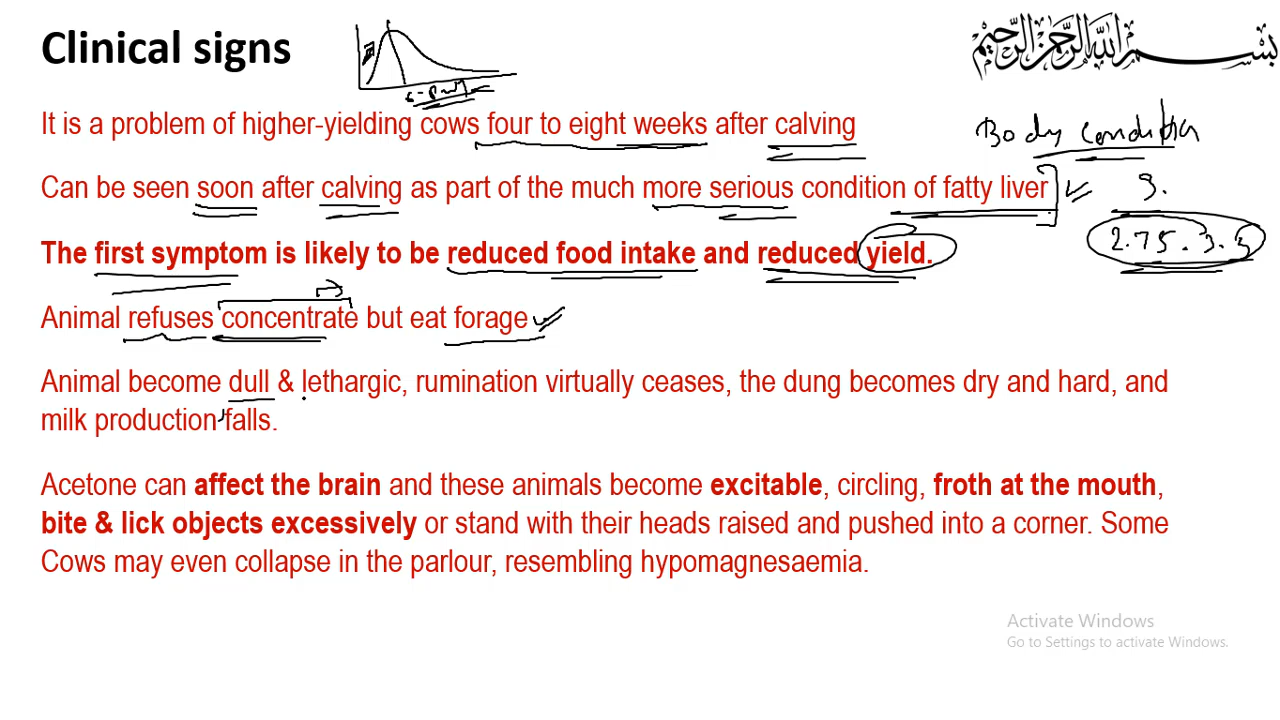 Clinical signs
بسم الله الرحمن الرحيم
It is a problem of higher-yielding cows four to eight weeks after calving
Body condition
Can be seen soon after calving as part of the much more serious condition of fatty liver
3.
The first symptom is likely to be reduced food intake and reduced yield.
2.75 . 3.5
Animal refuses concentrate but eat forage
Animal become dull & lethargic, rumination virtually ceases, the dung becomes dry and hard, and
milk production falls.
Acetone can affect the brain and these animals become excitable, circling, froth at the mouth,
bite & lick objects excessively or stand with their heads raised and pushed into a corner. Some
Cows may even collapse in the parlour, resembling hypomagnesaemia.
Activate Windows
Go to Settings to activate Windows.